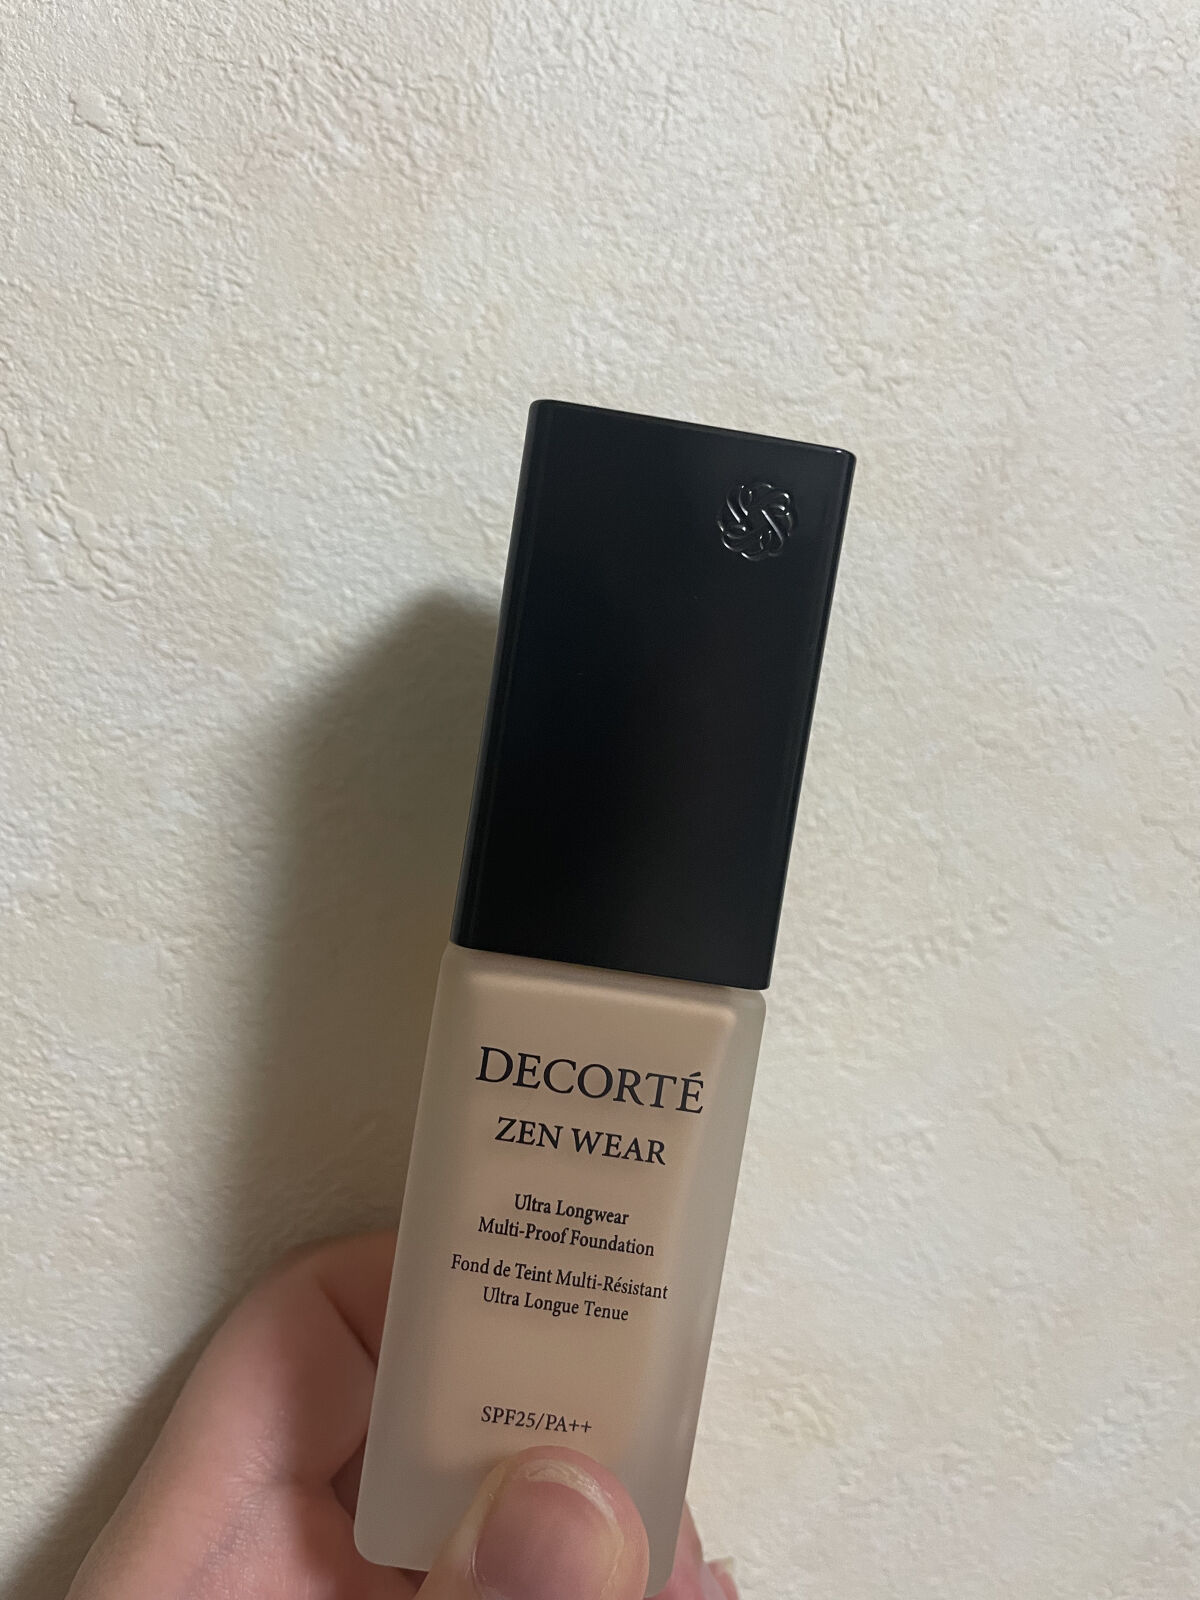 DECORTÉ
ZEN WEAR
Ultra Longwear
Multi-Proof Foundation
Fond de Teint Multi-Résistant
Ultra Longue Tenue
SPF25/PA++